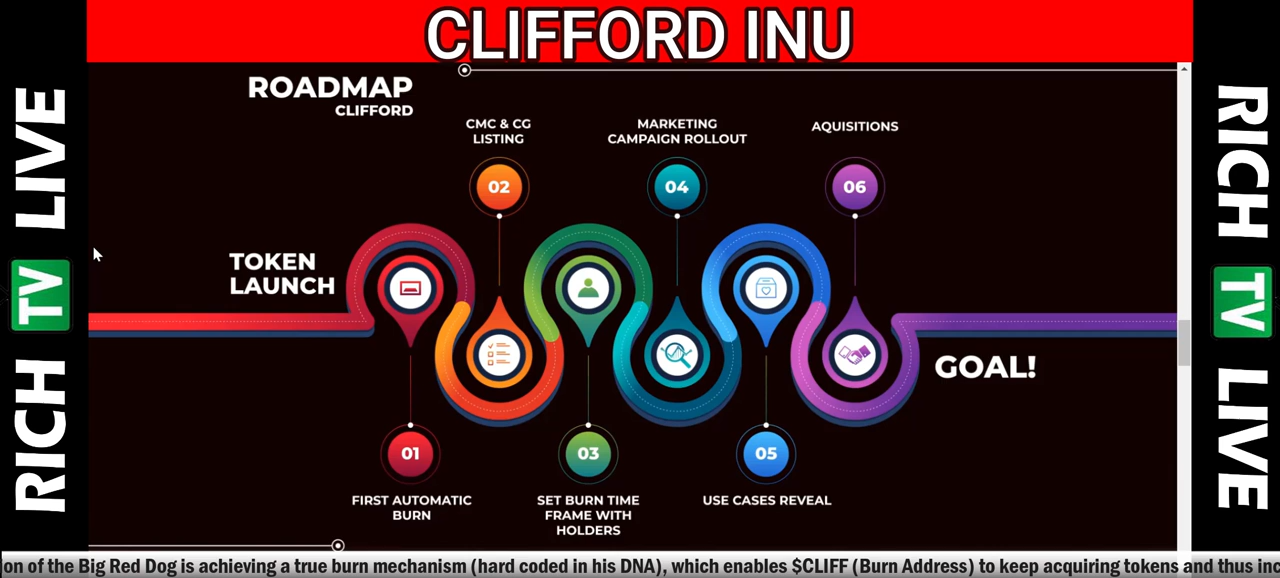 CLIFFORD INU
RICH TV LIVE
RICH TV LIVE
ROADMAP
CLIFFORD
CMC & CG
LISTING
MARKETING
CAMPAIGN ROLLOUT
AQUISITIONS
02
04
06
TOKEN
LAUNCH
GOAL!
01
03
05
FIRST AUTOMATIC
BURN
SET BURN TIME
FRAME WITH
HOLDERS
USE CASES REVEAL
on of the Big Red Dog is achieving a true burn mechanism (hard coded in his DNA), which enables $CLIFF (Burn Address) to keep acquiring tokens and thus inc